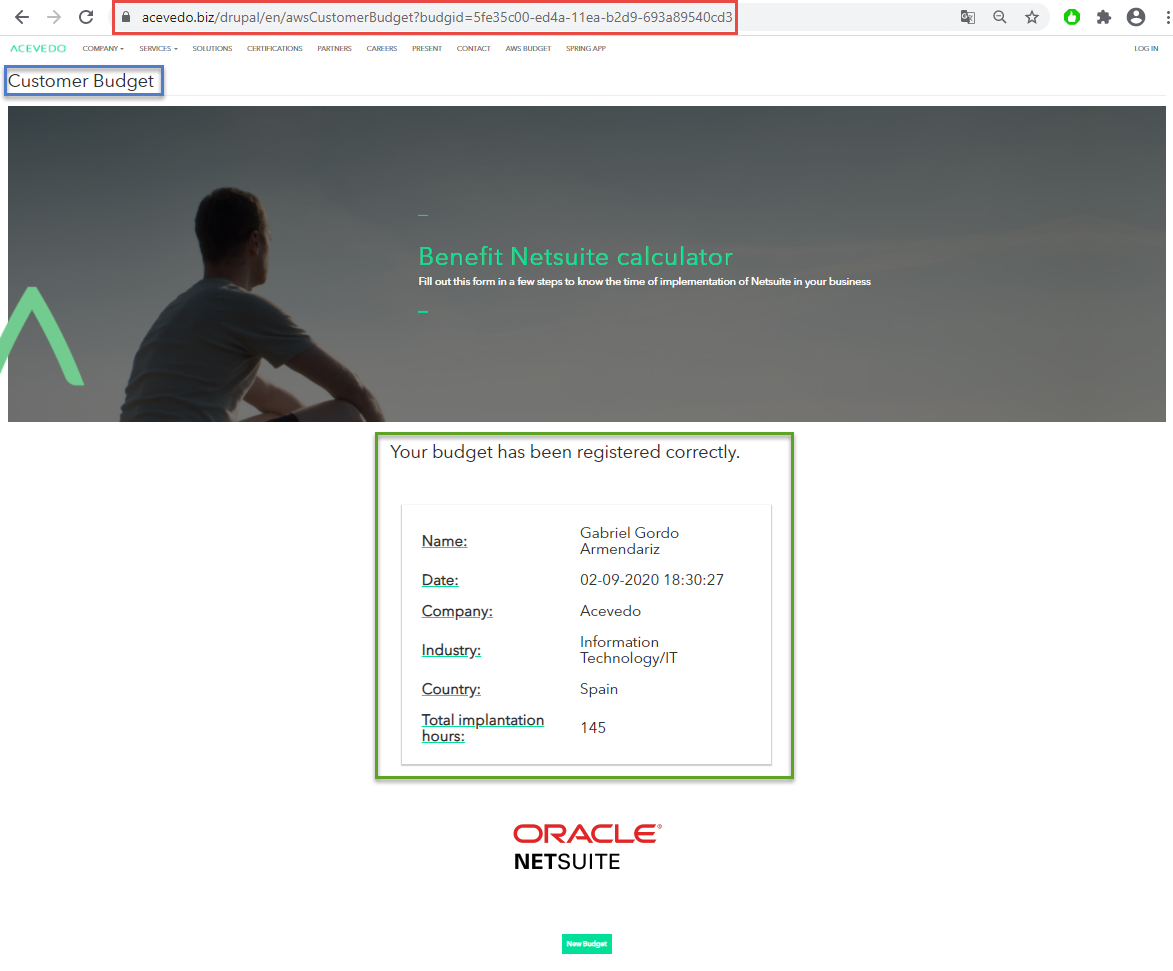 acevedo.biz/drupal/en/awsCustomerBudget?budgid=5fe35c00-ed4a-11ea-b2d9-693a89540cd3
ACEVEDO COMPANY SERVICES SOLUTIONS CERTIFICATIONS PARTNERS CAREERS PRESENT CONTACT AWS BUDGET SPRING APP LOG IN
Customer Budget
Benefit Netsuite calculator
Fill out this form in a few steps to know the time of implementation of Netsuite in your business
Your budget has been registered correctly.
Name: Gabriel Gordo
Armendariz
Date: 02-09-2020 18:30:27
Company: Acevedo
Industry: Information
Technology/IT
Country: Spain
Total implantation
hours: 145
ORACLE®
NETSUITE
New Budget